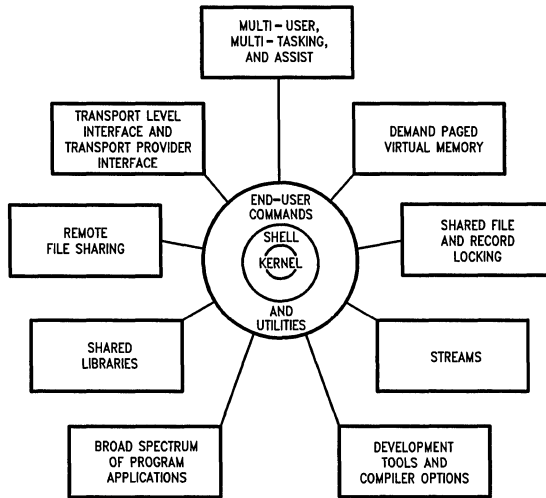 MULTI-USER,
MULTI-TASKING,
AND ASSIST
TRANSPORT LEVEL
INTERFACE AND
TRANSPORT PROVIDER
INTERFACE
DEMAND PAGED
VIRTUAL MEMORY
END-USER
COMMANDS
SHELL
KERNEL
AND
UTILITIES
REMOTE
FILE SHARING
SHARED FILE
AND RECORD
LOCKING
SHARED
LIBRARIES
STREAMS
BROAD SPECTRUM
OF PROGRAM
APPLICATIONS
DEVELOPMENT
TOOLS AND
COMPILER OPTIONS